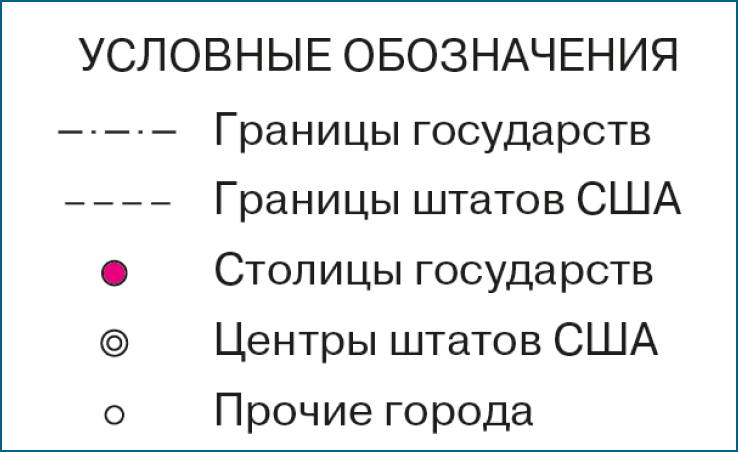 УСЛОВНЫЕ ОБОЗНАЧЕНИЯ
Границы государств
Границы штатов США
Столицы государств
Центры штатов США
Прочие города